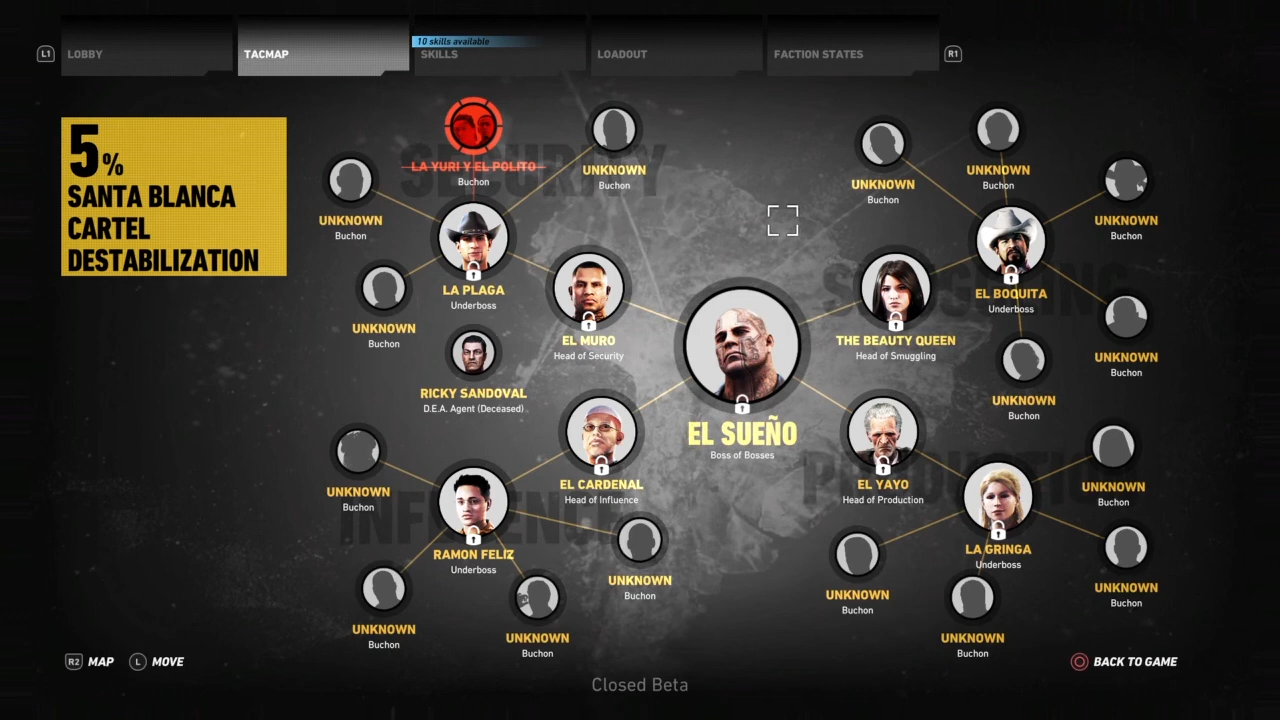 L1
LOBBY
TACMAP
10 skills available
SKILLS
LOADOUT
FACTION STATES
R1
5%
SANTA BLANCA
CARTEL
DESTABILIZATION
SECURITY
LA YURI Y EL POLITO
Buchon
UNKNOWN
Buchon
UNKNOWN
Buchon
LA PLAGA
Underboss
UNKNOWN
Buchon
EL MURO
Head of Security
RICKY SANDOVAL
D.E.A. Agent (Deceased)
SMUGGLING
UNKNOWN
Buchon
UNKNOWN
Buchon
UNKNOWN
Buchon
EL BOQUITA
Underboss
THE BEAUTY QUEEN
Head of Smuggling
UNKNOWN
Buchon
UNKNOWN
Buchon
EL SUEÑO
Boss of Bosses
INFLUENCE
EL CARDENAL
Head of Influence
UNKNOWN
Buchon
RAMON FELIZ
Underboss
UNKNOWN
Buchon
UNKNOWN
Buchon
UNKNOWN
Buchon
PRODUCTION
EL YAYO
Head of Production
UNKNOWN
Buchon
LA GRINGA
Underboss
UNKNOWN
Buchon
UNKNOWN
Buchon
UNKNOWN
Buchon
R2 MAP L MOVE
BACK TO GAME
Closed Beta